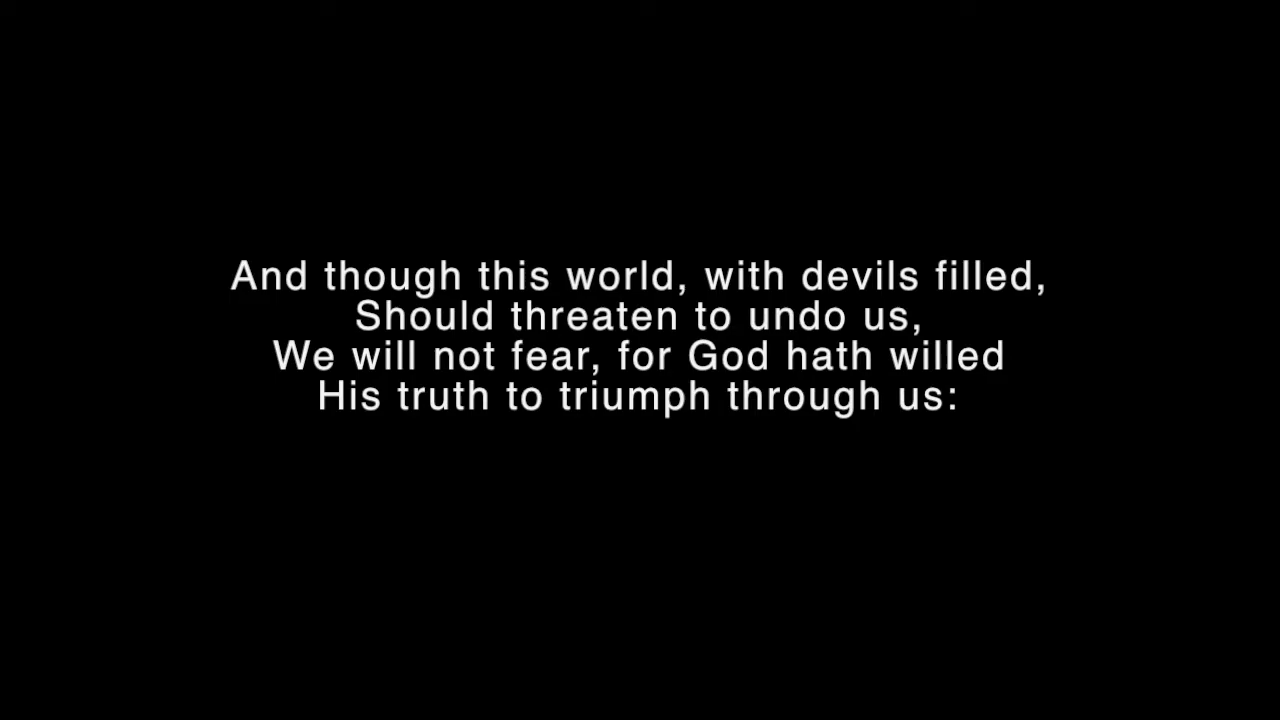 And though this world, with devils filled,
Should threaten to undo us,
We will not fear, for God hath willed
His truth to triumph through us: